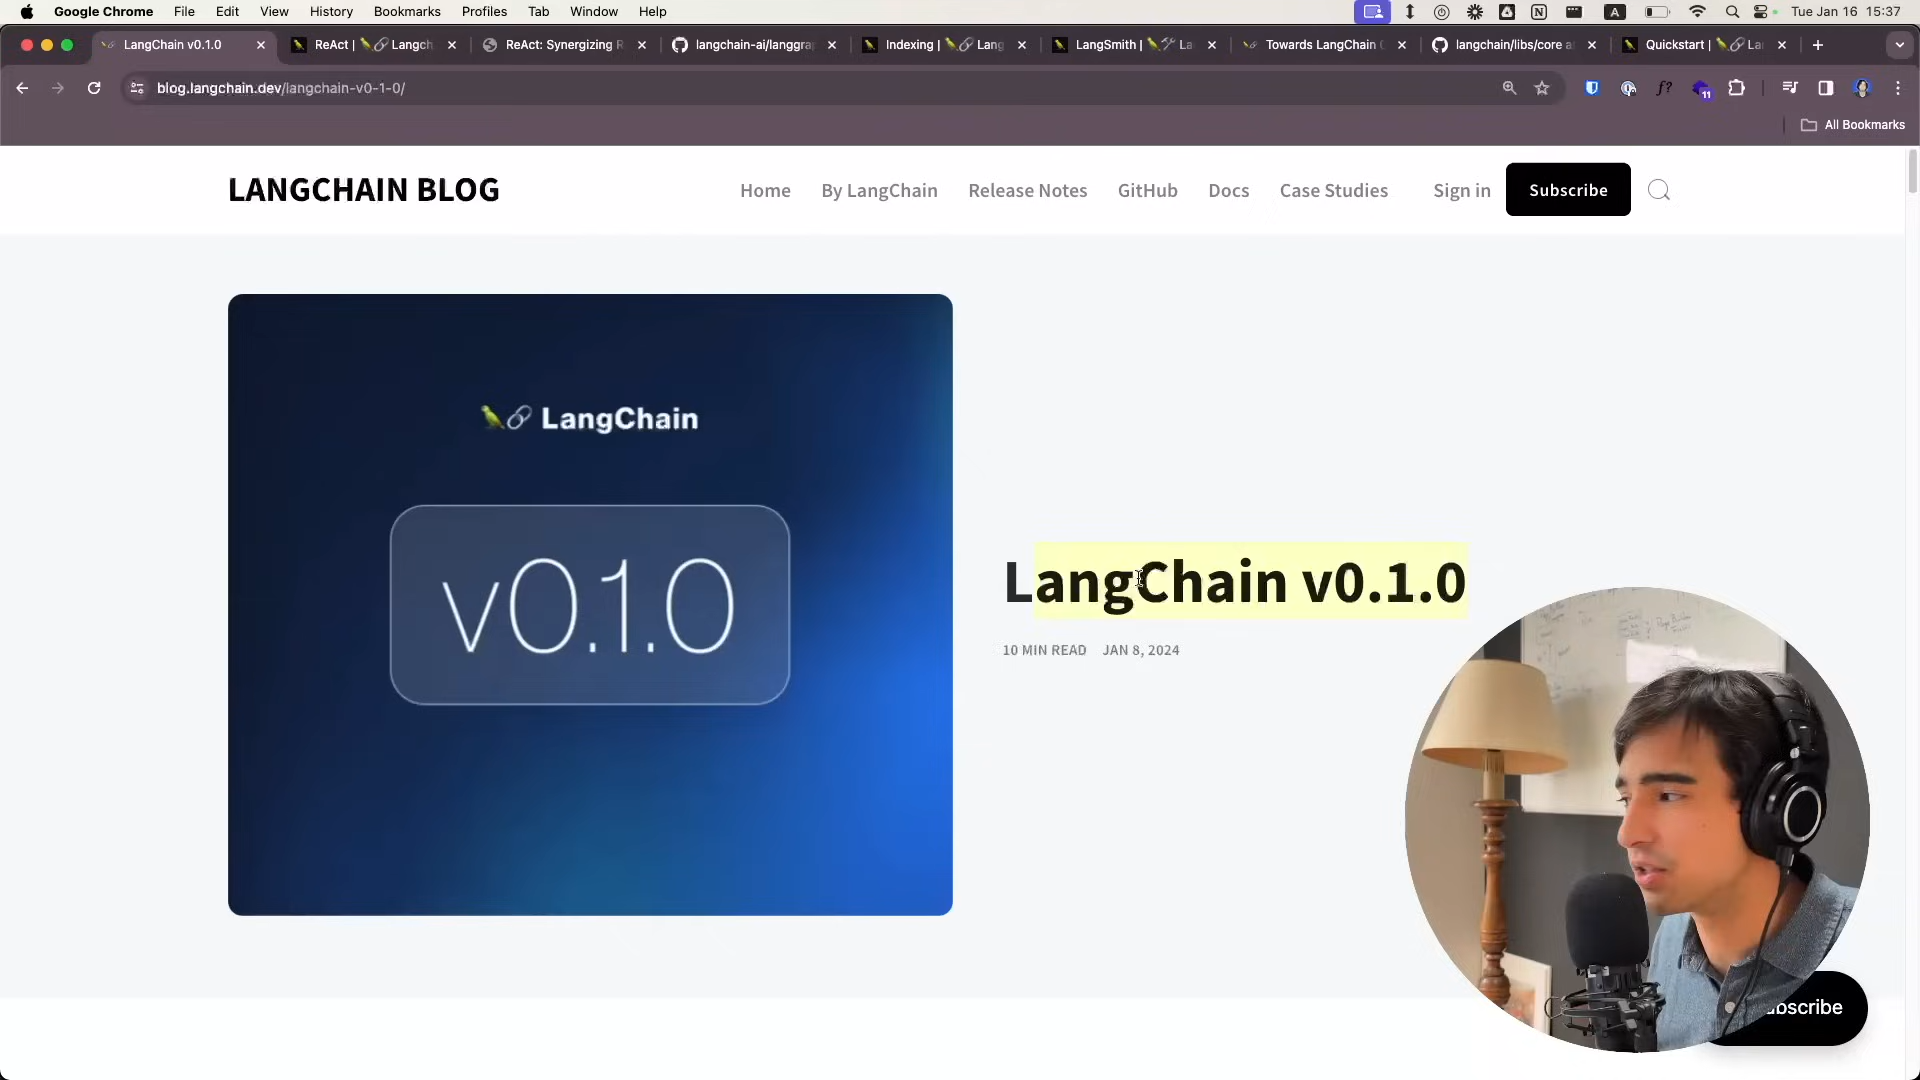 Google Chrome File Edit View History Bookmarks Profiles Tab Window Help A Tue Jan 16 15:37
LangChain v0.1.0 ReAct | Langch ReAct: Synergizing R langchain-ai/langgra Indexing | Lang LangSmith | La Towards LangChain langchain/libs/core a Quickstart | La
blog.langchain.dev/langchain-v0-1-0/ f? 11
All Bookmarks
LANGCHAIN BLOG Home By LangChain Release Notes GitHub Docs Case Studies Sign in Subscribe
LangChain
v0.1.0
LangChain v0.1.0
10 MIN READ JAN 8, 2024
bscribe